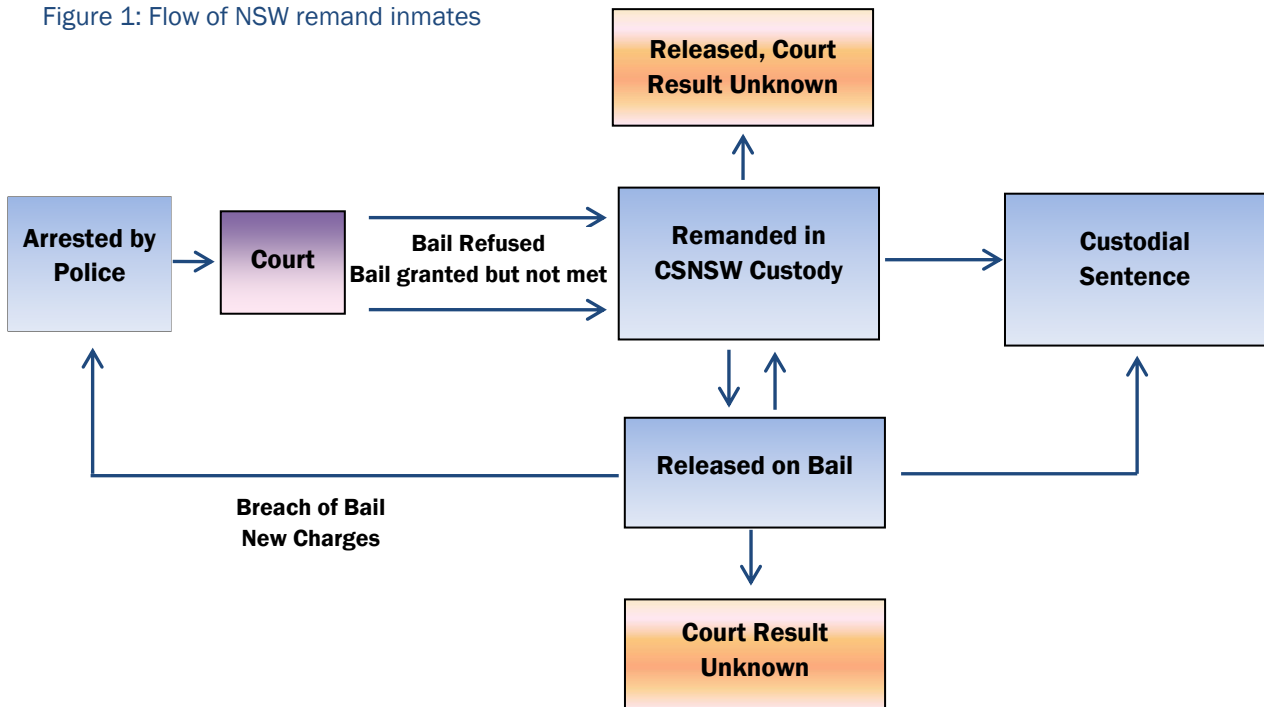 Figure 1: Flow of NSW remand inmates
Released, Court
Result Unknown
Arrested by
Police
Court
Bail Refused
Bail granted but not met
Remanded in
CSNSW Custody
Custodial
Sentence
Released on Bail
Breach of Bail
New Charges
Court Result
Unknown